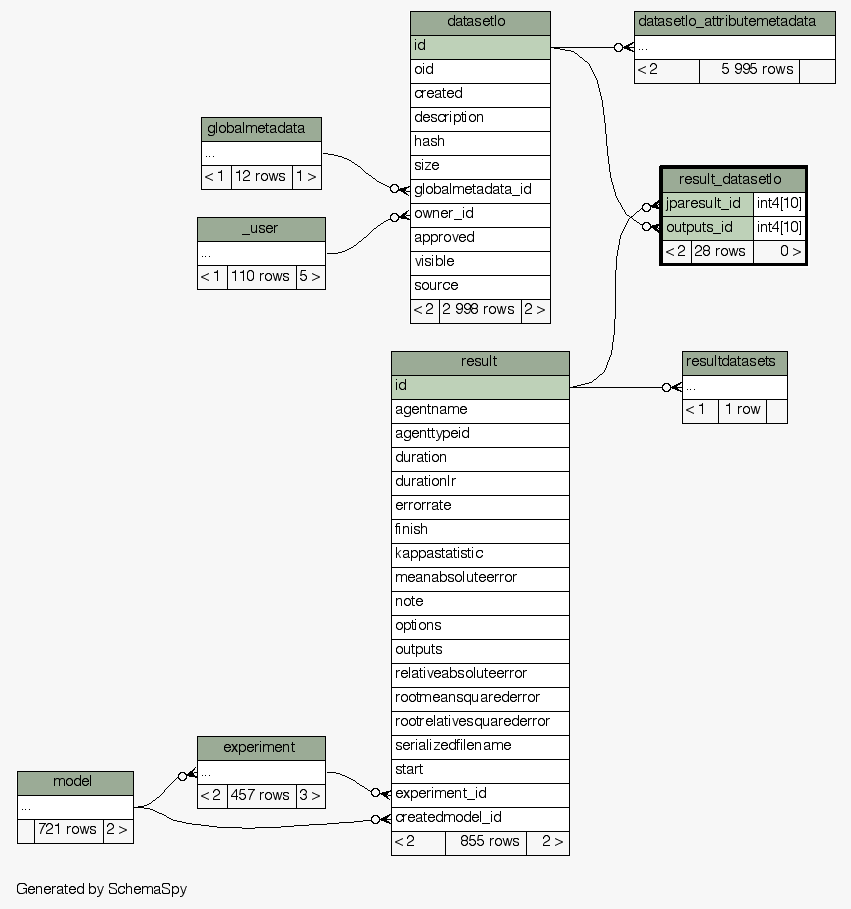 datasetlo
id
oid
created
description
hash
size
globalmetadata_id
owner_id
approved
visible
source
< 2 2 998 rows 2 >
datasetlo_attributemetadata
...
< 2 5 995 rows
globalmetadata
...
< 1 12 rows 1 >
_user
...
< 1 110 rows 5 >
result_datasetlo
jparesult_id int4[10]
outputs_id int4[10]
< 2 28 rows 0 >
result
id
agentname
agenttypeid
duration
durationlr
errorrate
finish
kappastatistic
meanabsoluteerror
note
options
outputs
relativeabsoluteerror
rootmeansquarederror
rootrelativesquarederror
serializedfilename
start
experiment_id
createdmodel_id
< 2 855 rows 2 >
resultdatasets
...
< 1 1 row
experiment
...
< 2 457 rows 3 >
model
...
721 rows 2 >
Generated by SchemaSpy